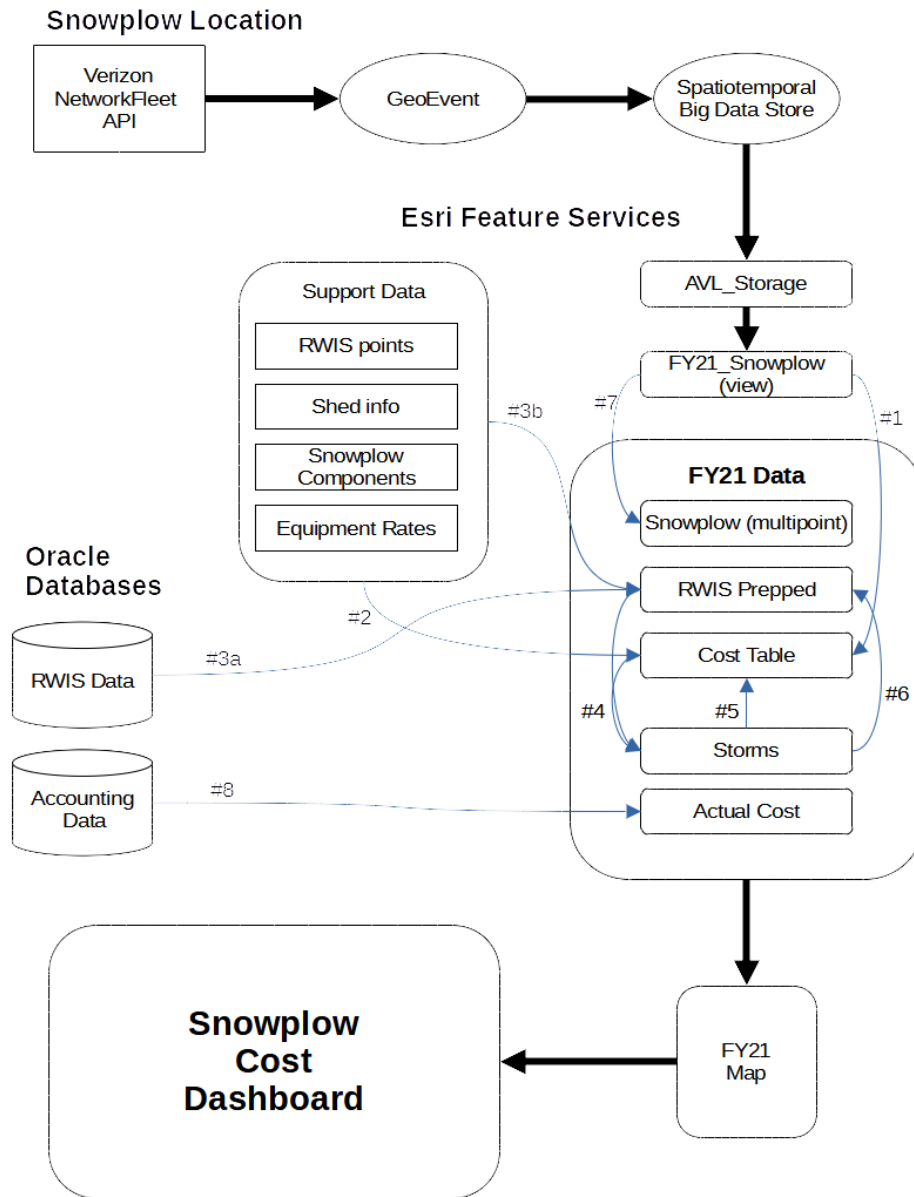 Snowplow Location
Verizon
NetworkFleet
API
GeoEvent
Spatiotemporal
Big Data Store
Esri Feature Services
Support Data
RWIS points
Shed info
Snowplow
Components
Equipment Rates
AVL_Storage
FY21_Snowplow
(view)
#7
#1
#3b
FY21 Data
Snowplow (multipoint)
RWIS Prepped
Cost Table
Storms
Actual Cost
Oracle
Databases
RWIS Data
Accounting
Data
#2
#3a
#4
#5
#6
#8
Snowplow
Cost
Dashboard
FY21
Map